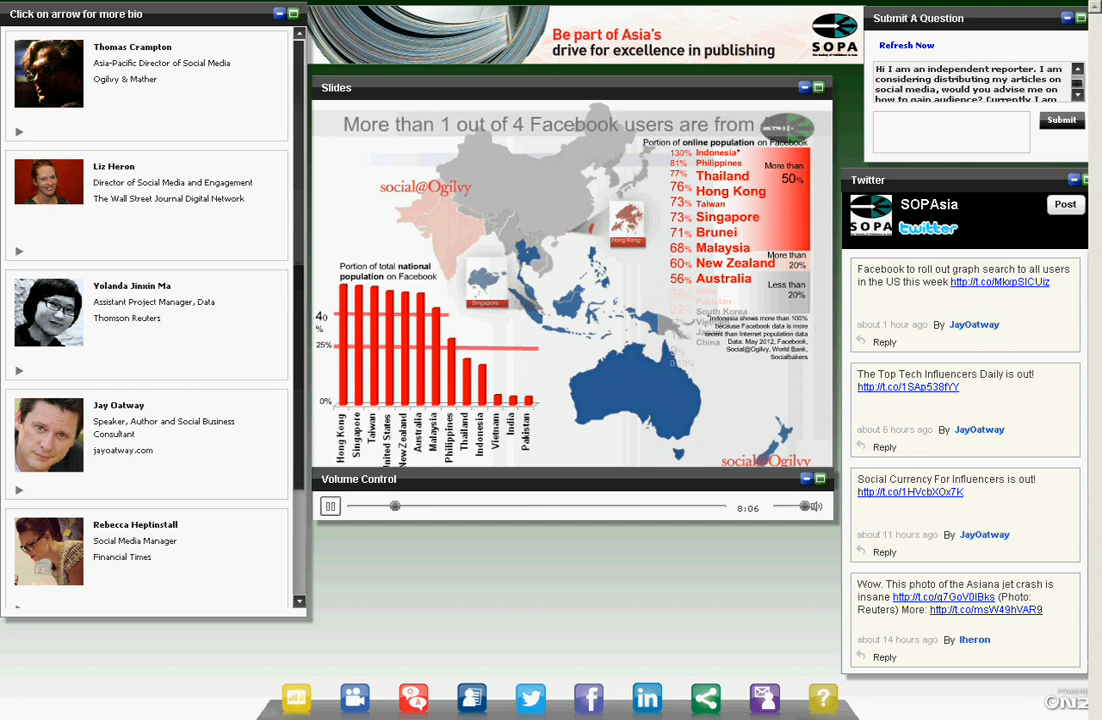 Click on arrow for more bio
Thomas Crampton
Asia-Pacific Director of Social Media
Ogilvy & Mather
Liz Heron
Director of Social Media and Engagement
The Wall Street Journal Digital Network
Yolanda Jinxin Ma
Assistant Project Manager, Data
Thomson Reuters
Jay Oatway
Speaker, Author and Social Business
Consultant
jayoatway.com
Rebecca Heptinstall
Social Media Manager
Financial Times
Be part of Asia's
drive for excellence in publishing
SOPA
Slides
More than 1 out of 4 Facebook users are from
Portion of online population on Facebook
social@Ogilvy
130% Indonesia*
81% Philippines
77% Thailand
76% Hong Kong
73% Taiwan
73% Singapore
71% Brunei
68% Malaysia
60% New Zealand
56% Australia
38% India
Pakistan
22% South Korea
Vietnam
Japan
China
More than
50%
More than
20%
Less than
20%
*Indonesia shows more than 100%
because Facebook data is more
recent than Internet population data
Data: May 2012, Facebook,
Social@Ogilvy, World Bank,
Socialbakers
Hong Kong
Singapore
Portion of total national
population on Facebook
40
%
25%
0%
Hong Kong
Singapore
Taiwan
United States
New Zealand
Australia
Malaysia
Philippines
Thailand
Indonesia
Vietnam
India
Pakistan
social@Ogilvy
Volume Control
8:06
Submit A Question
Refresh Now
Hi I am an independent reporter. I am
considering distributing my articles on
social media, would you advise me on
how to gain audience? Currently I am
Submit
Twitter
SOPA
SOPAsia
twitter
Post
Facebook to roll out graph search to all users
in the US this week http://t.co/MkxpSICUiz
about 1 hour ago By JayOatway
Reply
The Top Tech Influencers Daily is out!
http://t.co/1SAp538fYY
about 6 hours ago By JayOatway
Reply
Social Currency For Influencers is out!
http://t.co/1HVcbXOx7K
about 11 hours ago By JayOatway
Reply
Wow. This photo of the Asiana jet crash is
insane http://t.co/q7GoV0IBks (Photo:
Reuters) More: http://t.co/msW49hVAR9
about 14 hours ago By lheron
Reply
Q
A
f
in
?